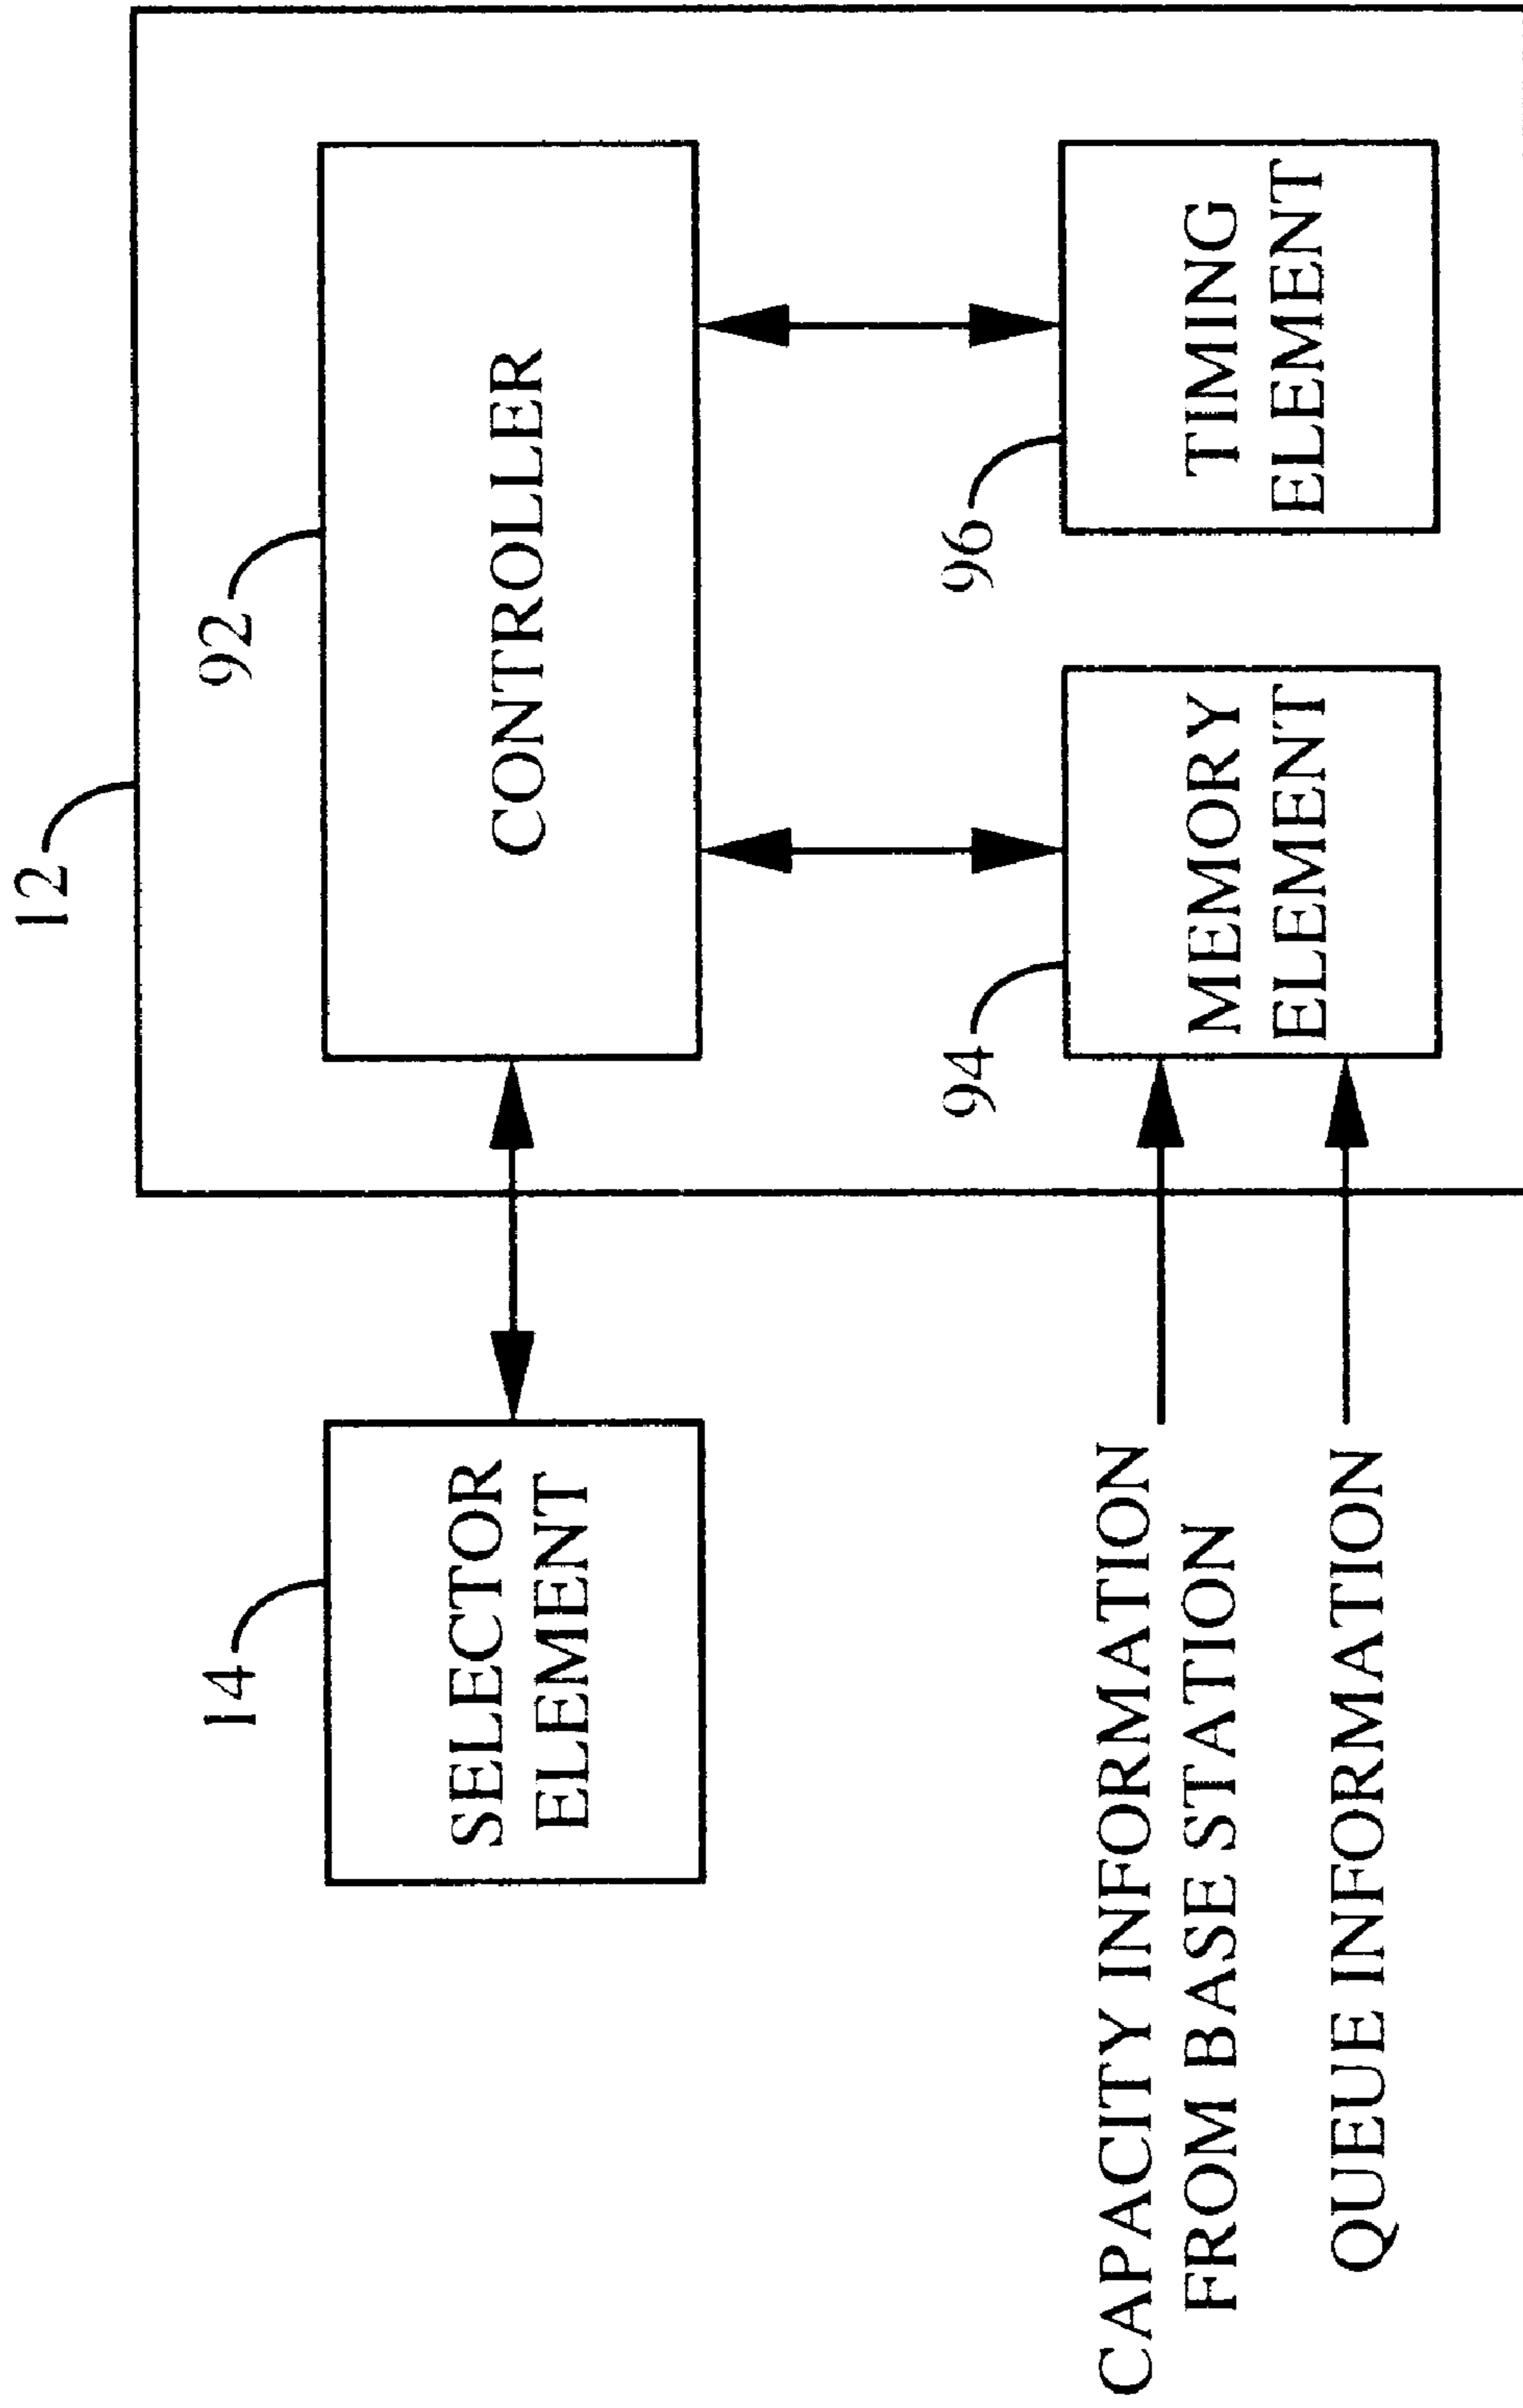 12
92
CONTROLLER
14
SELECTOR
ELEMENT
94
MEMORY
ELEMENT
96
TIMING
ELEMENT
CAPACITY INFORMATION
FROM BASE STATION
QUEUE INFORMATION